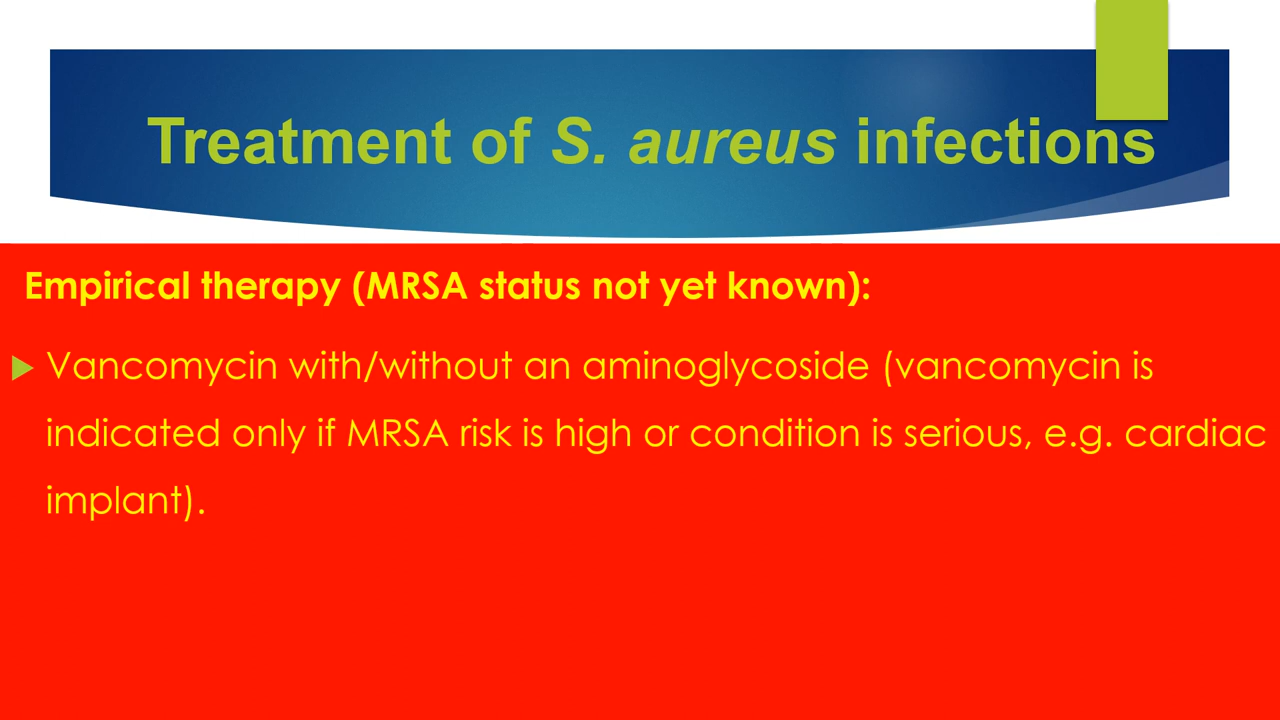 Treatment of S. aureus infections
Empirical therapy (MRSA status not yet known):
Vancomycin with/without an aminoglycoside (vancomycin is
indicated only if MRSA risk is high or condition is serious, e.g. cardiac
implant).